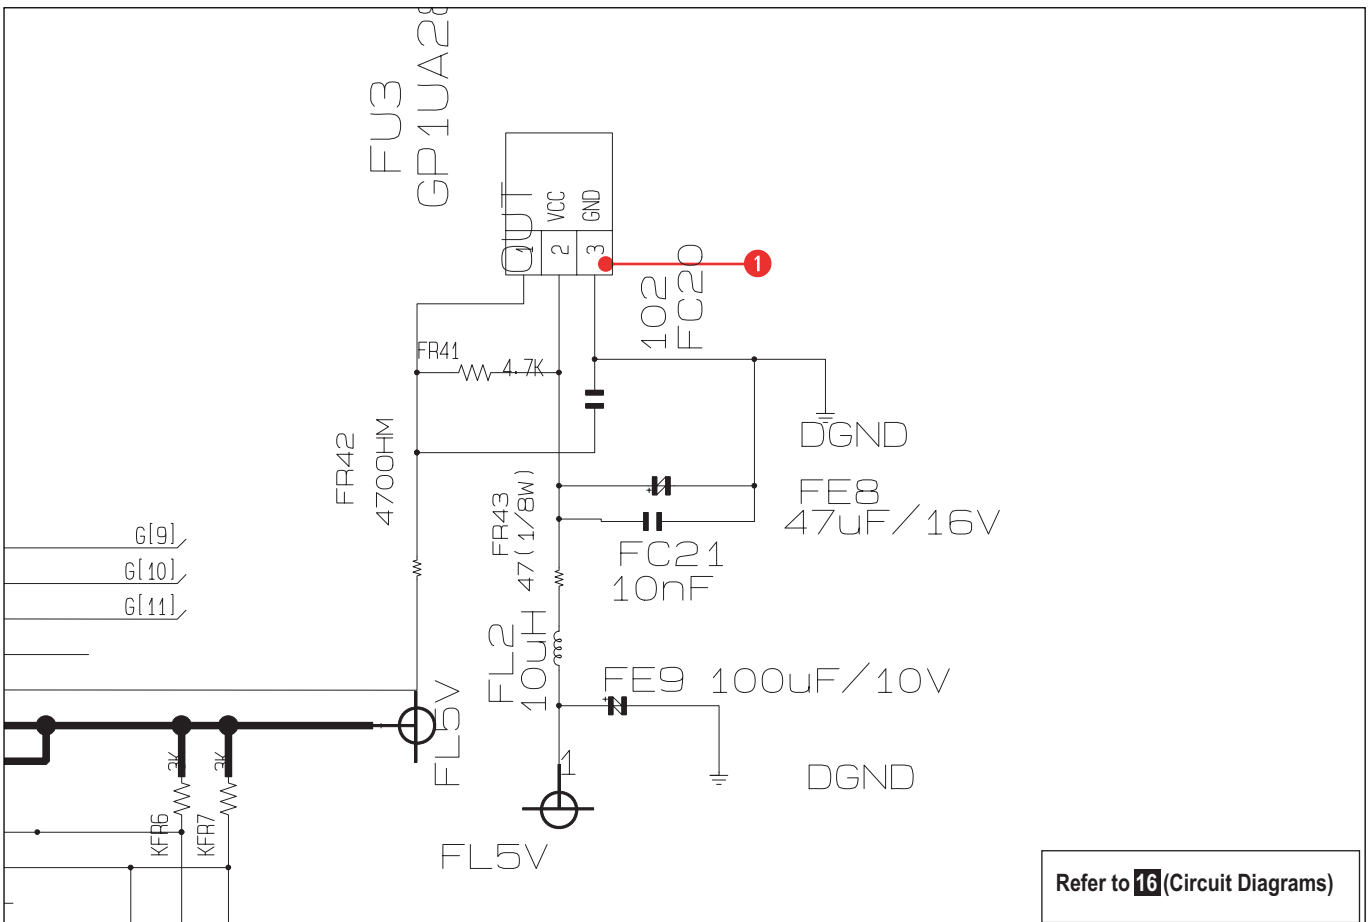 FU3
GP1UA28
OUT
VCC
GND
1
2
3
1
102
FC20
FR41
4.7K
DGND
FR42
4700HM
FR43
47(1/8W)
FE8
47uF/16V
FC21
10nF
G[9]
G[10]
G[11]
FL2
10uH
FE9 100uF/10V
FL5V
1
DGND
3K
3K
KFR6
KFR7
FL5V
Refer to 16 (Circuit Diagrams)